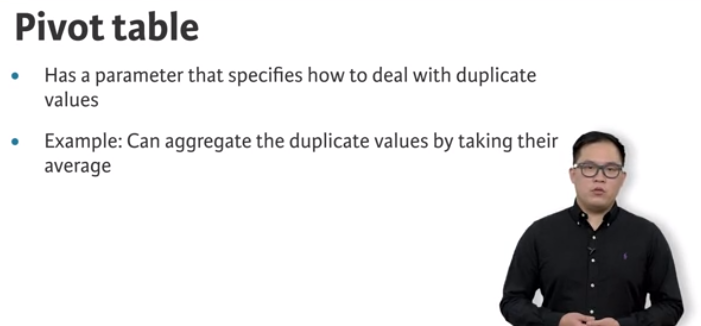 Pivot table
• Has a parameter that specifies how to deal with duplicate
values
• Example: Can aggregate the duplicate values by taking their
average